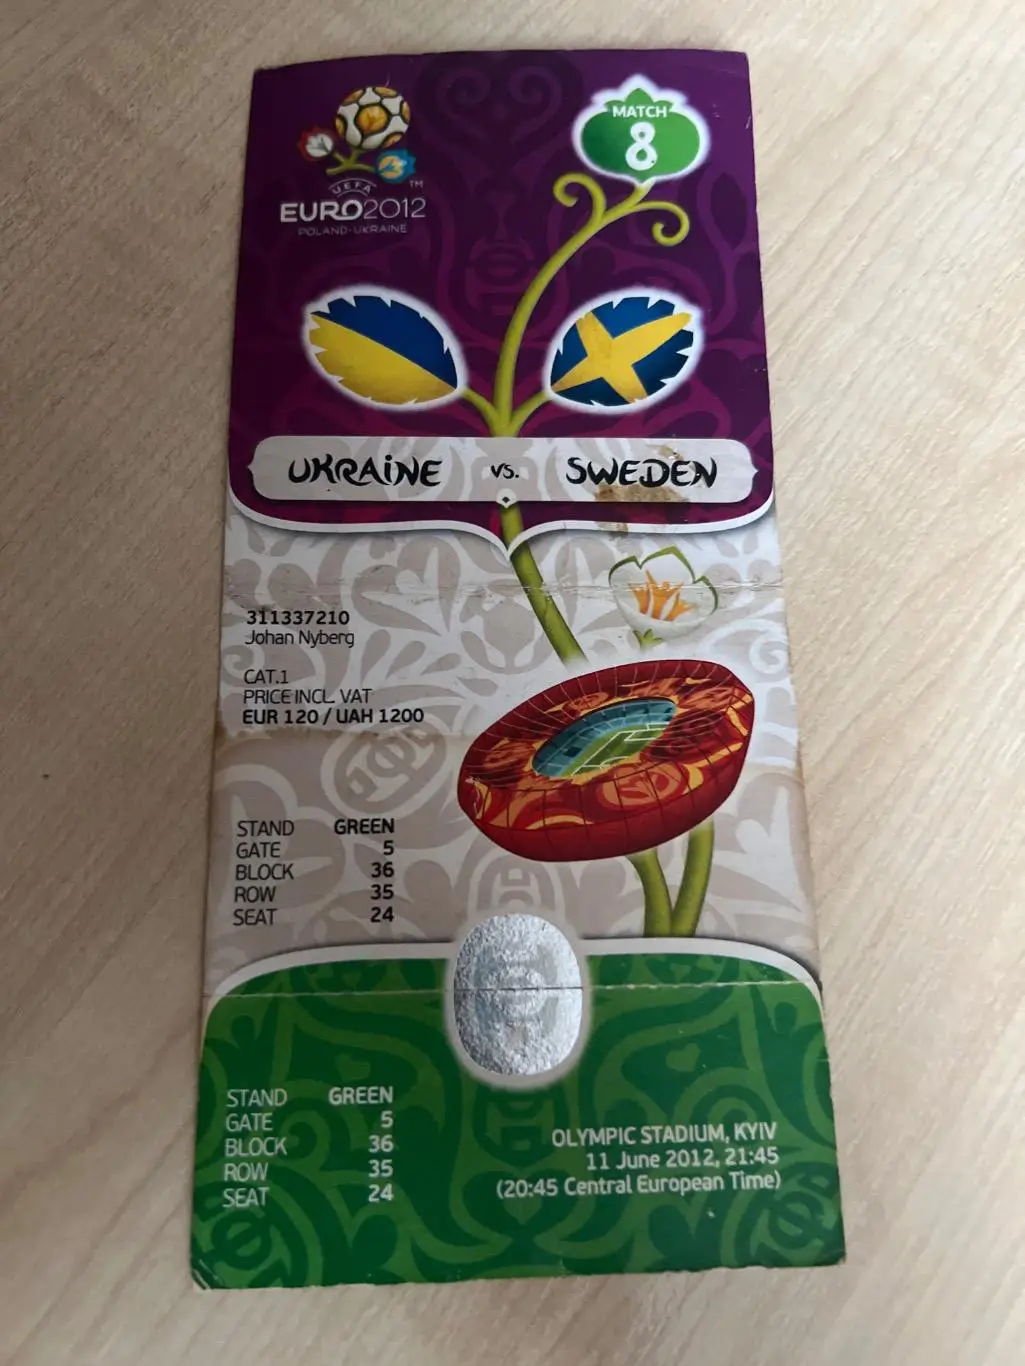 MATCH
8
UEFA
EURO2012™
POLAND-UKRAINE
UKRAINE vs. SWEDEN
311337210
Johan Nyberg
CAT.1
PRICE INCL. VAT
EUR 120 / UAH 1200
STAND GREEN
GATE 5
BLOCK 36
ROW 35
SEAT 24
STAND GREEN
GATE 5
BLOCK 36
ROW 35
SEAT 24
OLYMPIC STADIUM, KYIV
11 June 2012, 21:45
(20:45 Central European Time)